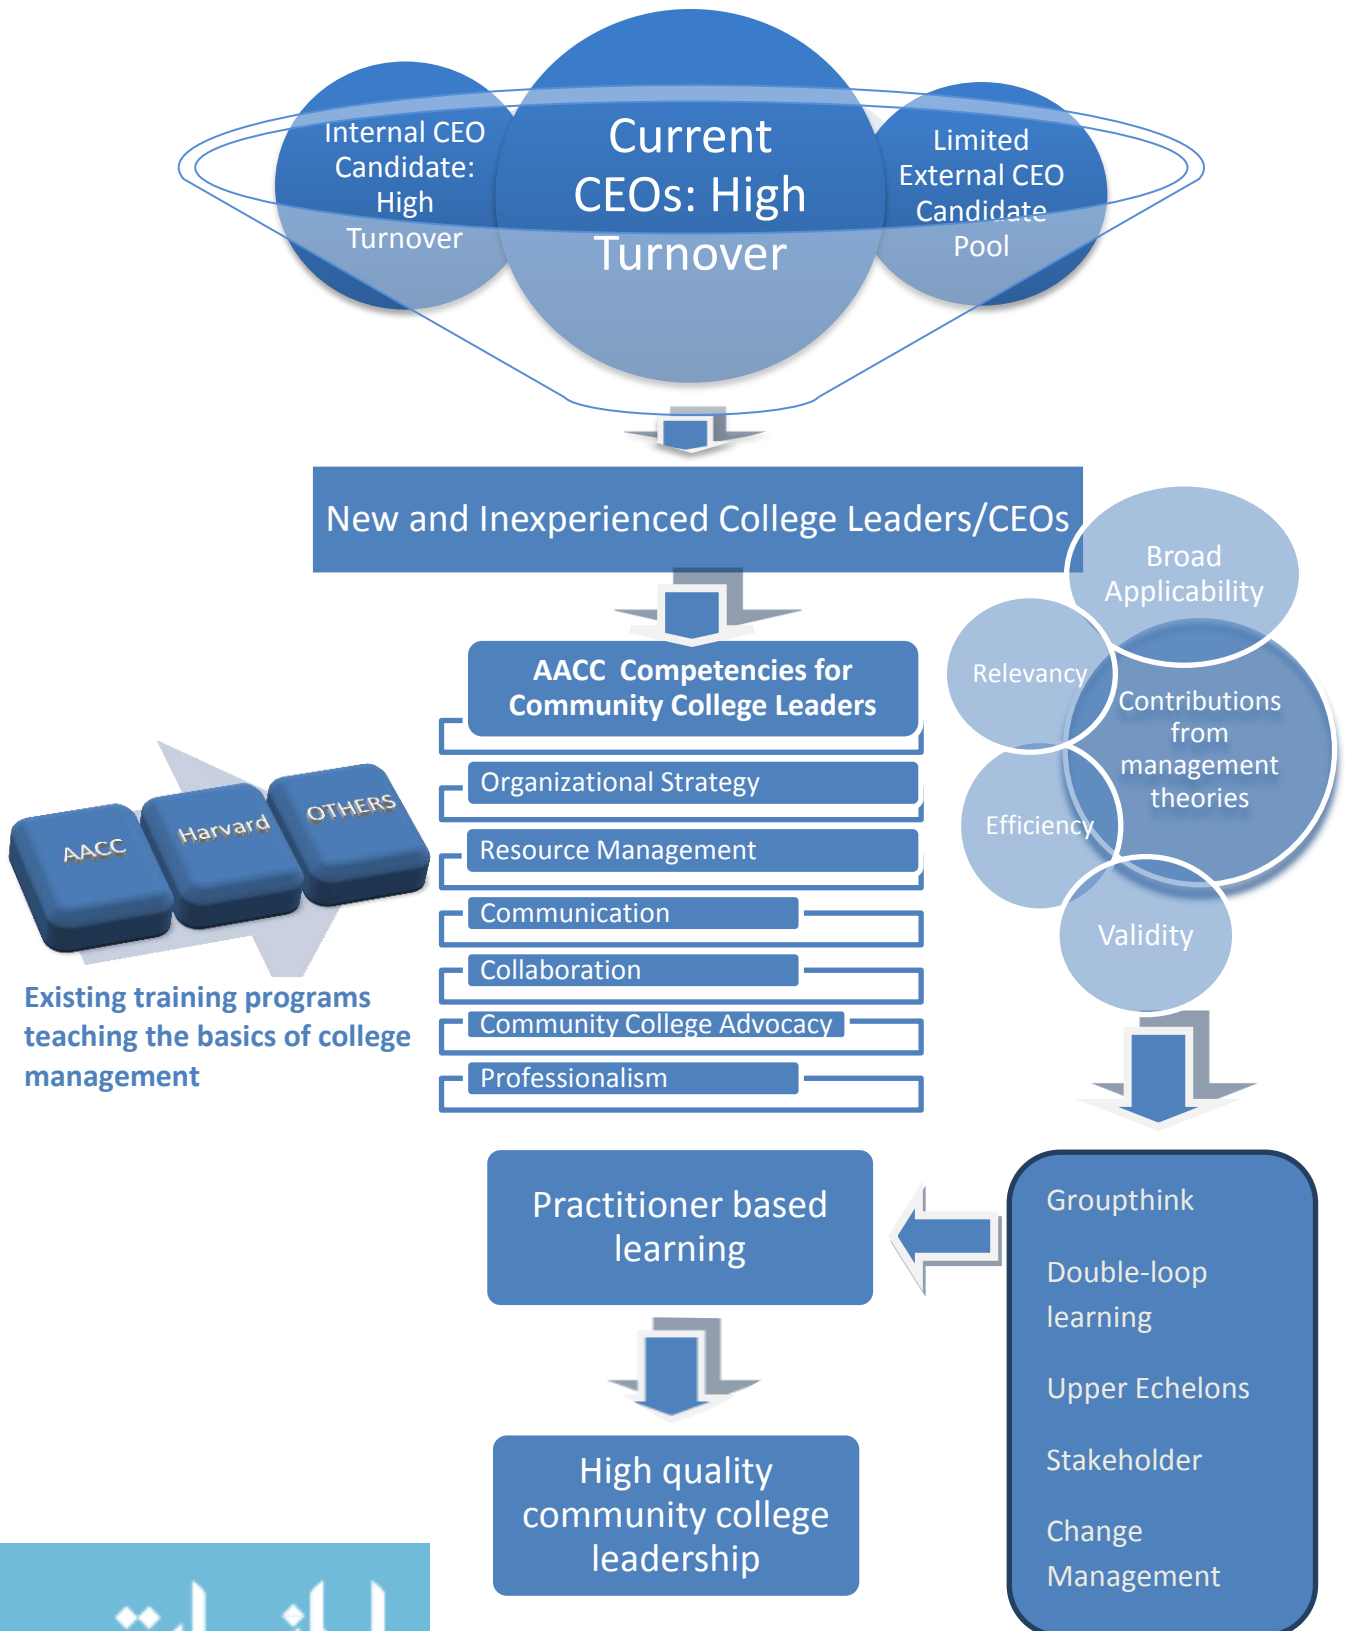 Internal CEO
Candidate:
High
Turnover
Current
CEOs: High
Turnover
Limited
External CEO
Candidate
Pool
New and Inexperienced College Leaders/CEOs
AACC Competencies for
Community College Leaders
Organizational Strategy
Resource Management
Communication
Collaboration
Community College Advocacy
Professionalism
AACC
Harvard
OTHERS
Existing training programs
teaching the basics of college
management
Broad
Applicability
Relevancy
Contributions
from
management
theories
Efficiency
Validity
Groupthink
Double-loop
learning
Upper Echelons
Stakeholder
Change
Management
Practitioner based
learning
High quality
community college
leadership